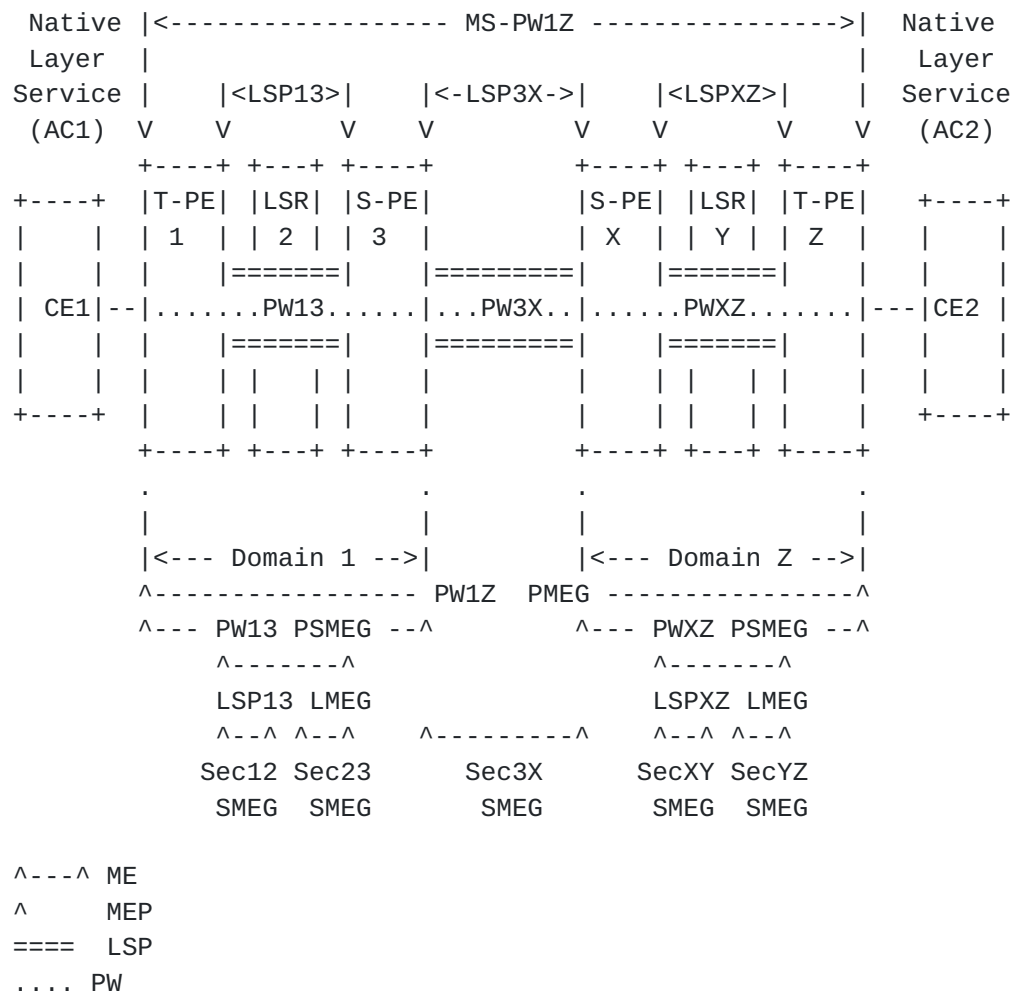 Native |<------------------ MS-PW1Z ---------------->|  Native
 Layer  |                                             |   Layer
Service |    |<LSP13>|    |<-LSP3X->|    |<LSPXZ>|    |  Service
 (AC1)  V    V       V    V         V    V       V    V   (AC2)
        +----+ +---+ +----+         +----+ +---+ +----+
+----+  |T-PE| |LSR| |S-PE|         |S-PE| |LSR| |T-PE|   +----+
|    |  | 1  | | 2 | | 3  |         | X  | | Y | | Z  |   |    |
|    |  |    |=======|    |=========|    |=======|    |   |    |
| CE1|--|.......PW13......|...PW3X..|......PWXZ.......|---|CE2 |
|    |  |    |=======|    |=========|    |=======|    |   |    |
|    |  |    | |   | |    |         |    | |   | |    |   |    |
+----+  |    | |   | |    |         |    | |   | |    |   +----+
        +----+ +---+ +----+         +----+ +---+ +----+
        .                 .         .                 .
        |                 |         |                 |
        |<--- Domain 1 -->|         |<--- Domain Z -->|
        ^----------------- PW1Z  PMEG ----------------^
        ^--- PW13 PSMEG --^         ^--- PWXZ PSMEG --^
             ^-------^                   ^-------^
             LSP13 LMEG                  LSPXZ LMEG
             ^--^ ^--^    ^---------^    ^--^ ^--^
            Sec12 Sec23      Sec3X      SecXY SecYZ
             SMEG  SMEG       SMEG       SMEG  SMEG

^---^ ME
^     MEP
====  LSP
.... PW